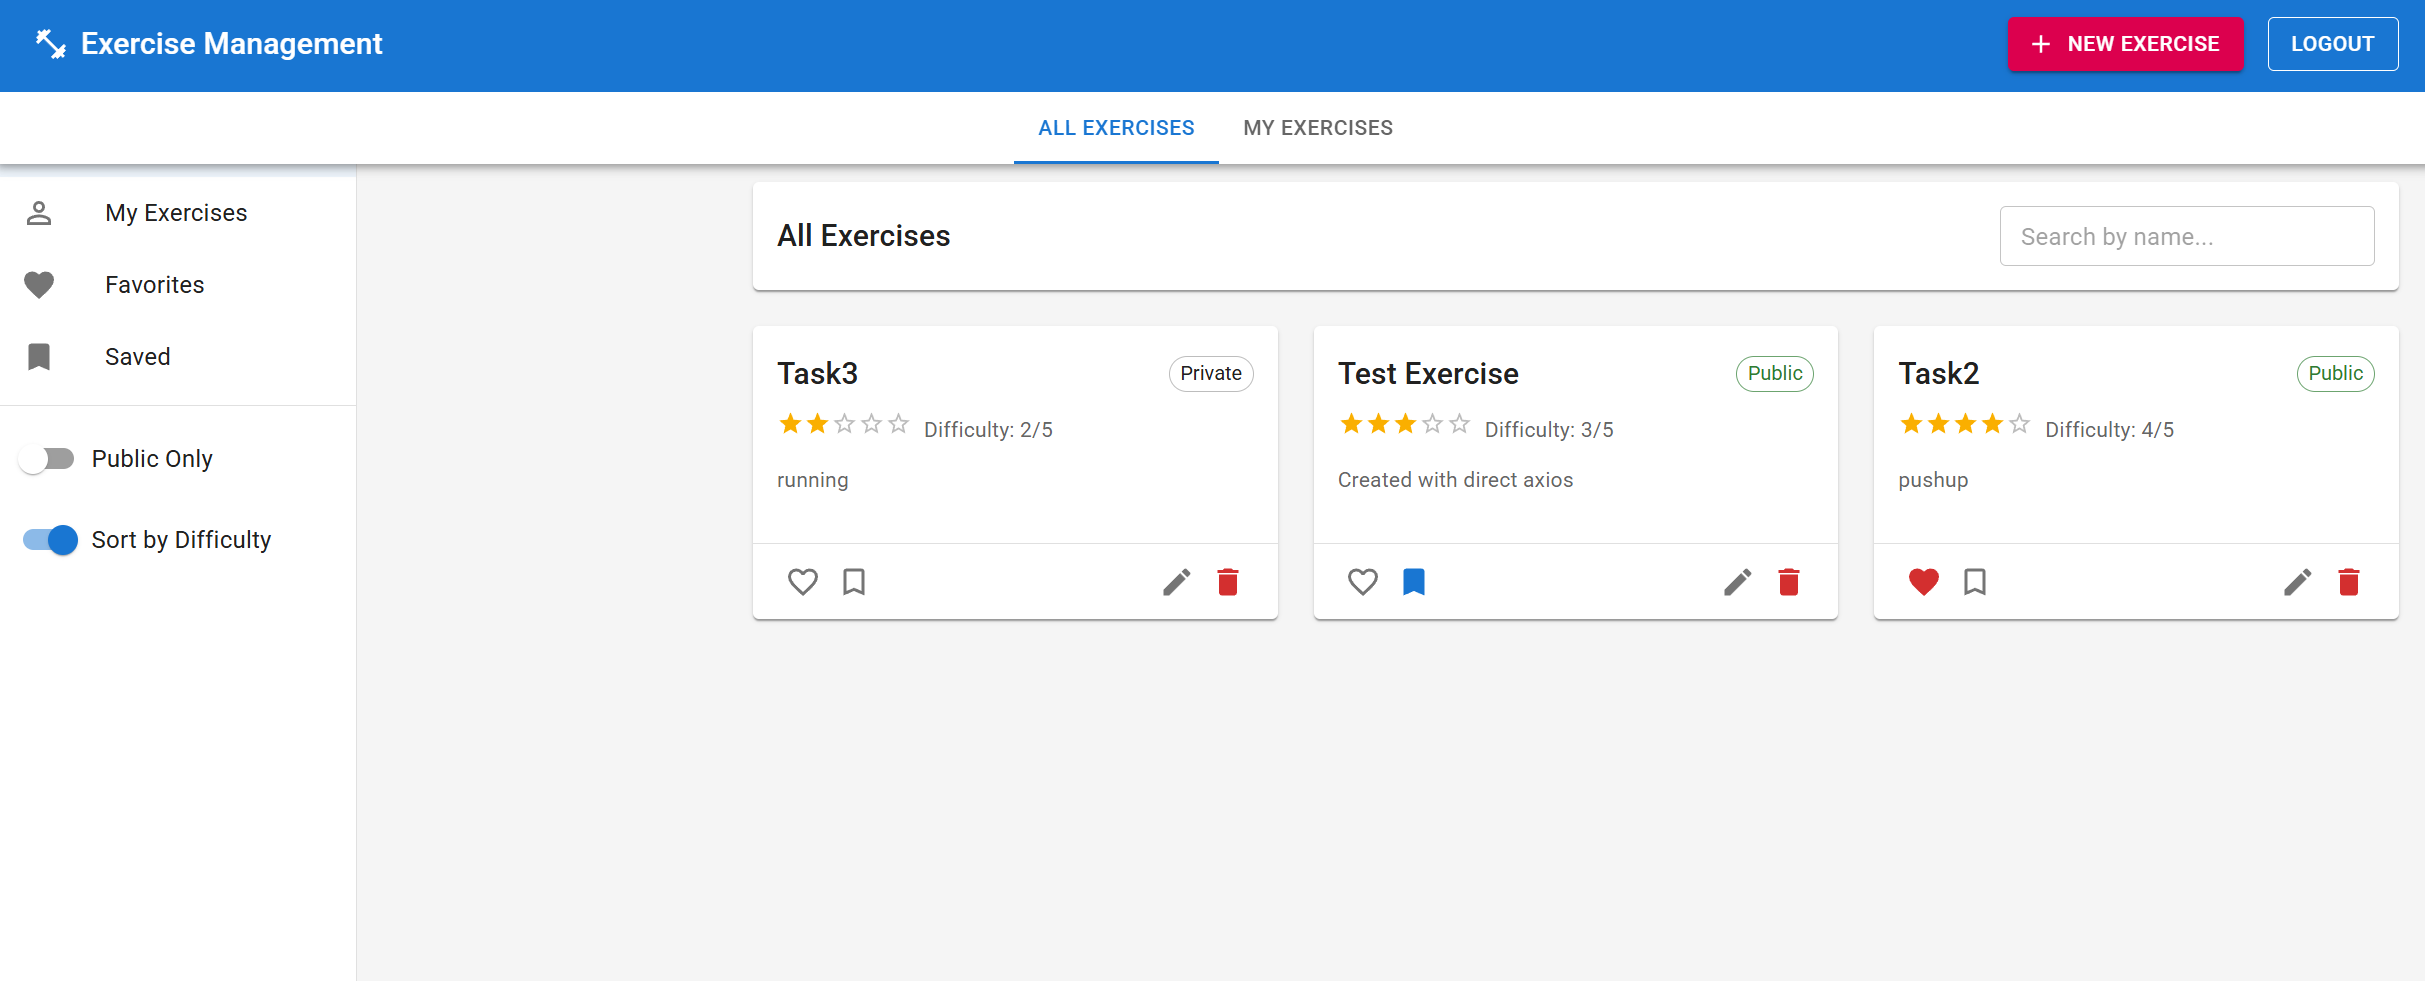 Exercise Management
NEW EXERCISE
LOGOUT
ALL EXERCISES
MY EXERCISES
My Exercises
Favorites
Saved
Public Only
Sort by Difficulty
All Exercises
Search by name...
Task3
Private
Difficulty: 2/5
running
Test Exercise
Public
Difficulty: 3/5
Created with direct axios
Task2
Public
Difficulty: 4/5
pushup